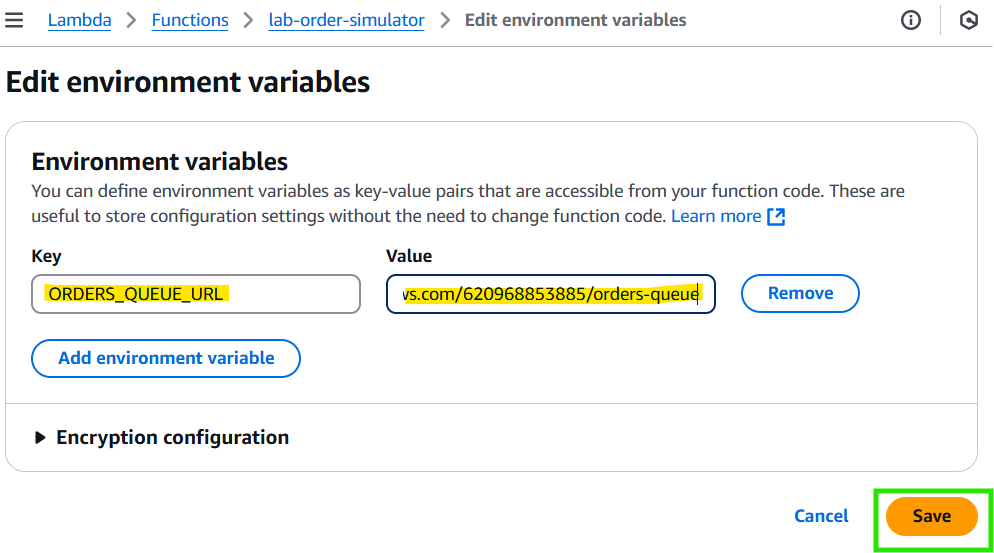 Lambda > Functions > lab-order-simulator > Edit environment variables
Edit environment variables
Environment variables
You can define environment variables as key-value pairs that are accessible from your function code. These are
useful to store configuration settings without the need to change function code. Learn more
Key Value
ORDERS_QUEUE_URL vs.com/620968853885/orders-queue Remove
Add environment variable
Encryption configuration
Cancel Save